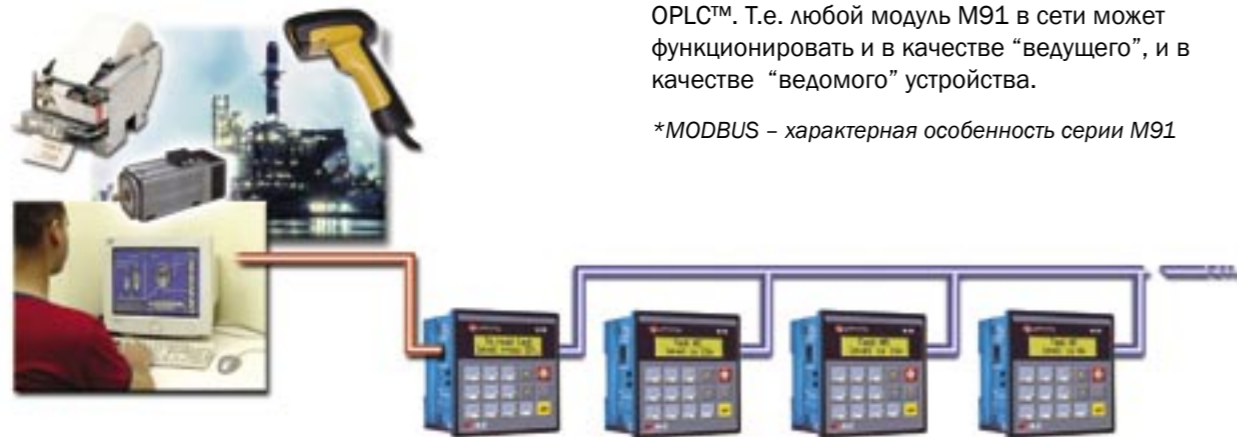 OPLC™. Т.е. любой модуль M91 в сети может
функционировать и в качестве “ведущего”, и в
качестве “ведомого” устройства.
*MODBUS – характерная особенность серии M91